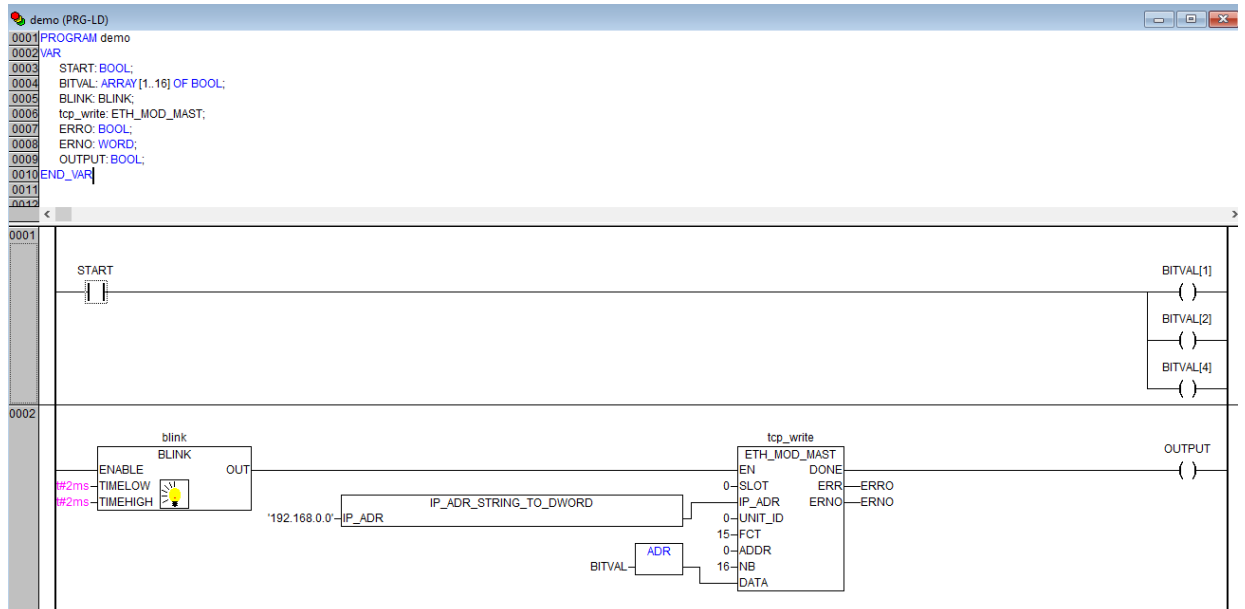 demo (PRG-LD)
0001 PROGRAM demo
0002 VAR
0003 START: BOOL;
0004 BITVAL: ARRAY [1..16] OF BOOL;
0005 BLINK: BLINK;
0006 tcp_write: ETH_MOD_MAST;
0007 ERRO: BOOL;
0008 ERNO: WORD;
0009 OUTPUT: BOOL;
0010 END_VAR
0011
0012
0001
START
BITVAL[1]
BITVAL[2]
BITVAL[4]
0002
blink
BLINK
ENABLE OUT
t#2ms TIMELOW
t#2ms TIMEHIGH
IP_ADR_STRING_TO_DWORD
'192.168.0.0' IP_ADR
BITVAL
ADR
tcp_write
ETH_MOD_MAST
EN DONE
0 SLOT ERR ERRO
IP_ADR ERNO ERNO
0 UNIT_ID
15 FCT
0 ADDR
16 NB
DATA
OUTPUT